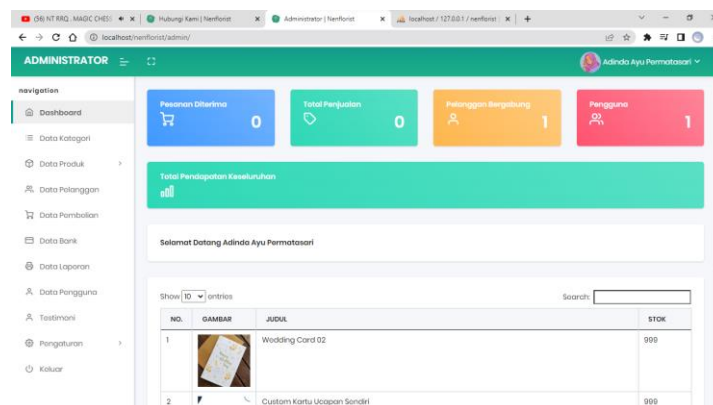 (56) NT RRQ.. MAGIC CHES
Hubungi Kami | Nenflorist
Administrator | Nenflorist
localhost / 127.0.0.1 / nenflorist |
localhost/nenflorist/admin/
ADMINISTRATOR
Adinda Ayu Permatasari
navigation
Dashboard
Data Kategori
Data Produk
Data Pelanggan
Data Pembelian
Data Bank
Data Laporan
Data Pengguna
Testimoni
Pengaturan
Keluar
Pesanan Diterima
0
Total Penjualan
0
Pelanggan Bergabung
1
Pengguna
1
Total Pendapatan Keseluruhan
Selamat Datang Adinda Ayu Permatasari
Show 10 entries
Search:
NO. GAMBAR JUDUL STOK
1 Wedding Card 02 999
2 Custom Kartu Ucapan Sendiri 999